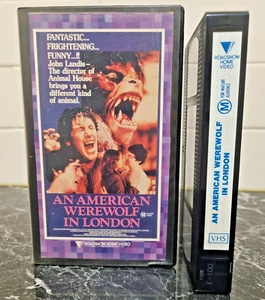 FANTASTIC...
FRIGHTENING...
FUNNY...!!
John Landis –
The director of
Animal House
brings you a
different kind
of animal.
AN AMERICAN
WEREWOLF
IN LONDON
ROADSHOW HOME VIDEO
ROADSHOW
HOME
VIDEO
M
AN AMERICAN WEREWOLF
IN LONDON
VHS